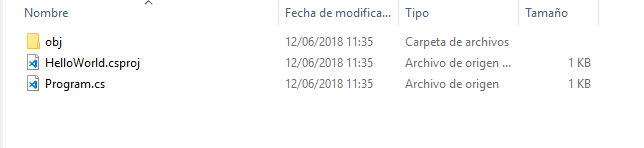 Nombre Fecha de modifica... Tipo Tamaño
obj 12/06/2018 11:35 Carpeta de archivos
HelloWorld.csproj 12/06/2018 11:35 Archivo de origen ... 1 KB
Program.cs 12/06/2018 11:35 Archivo de origen 1 KB